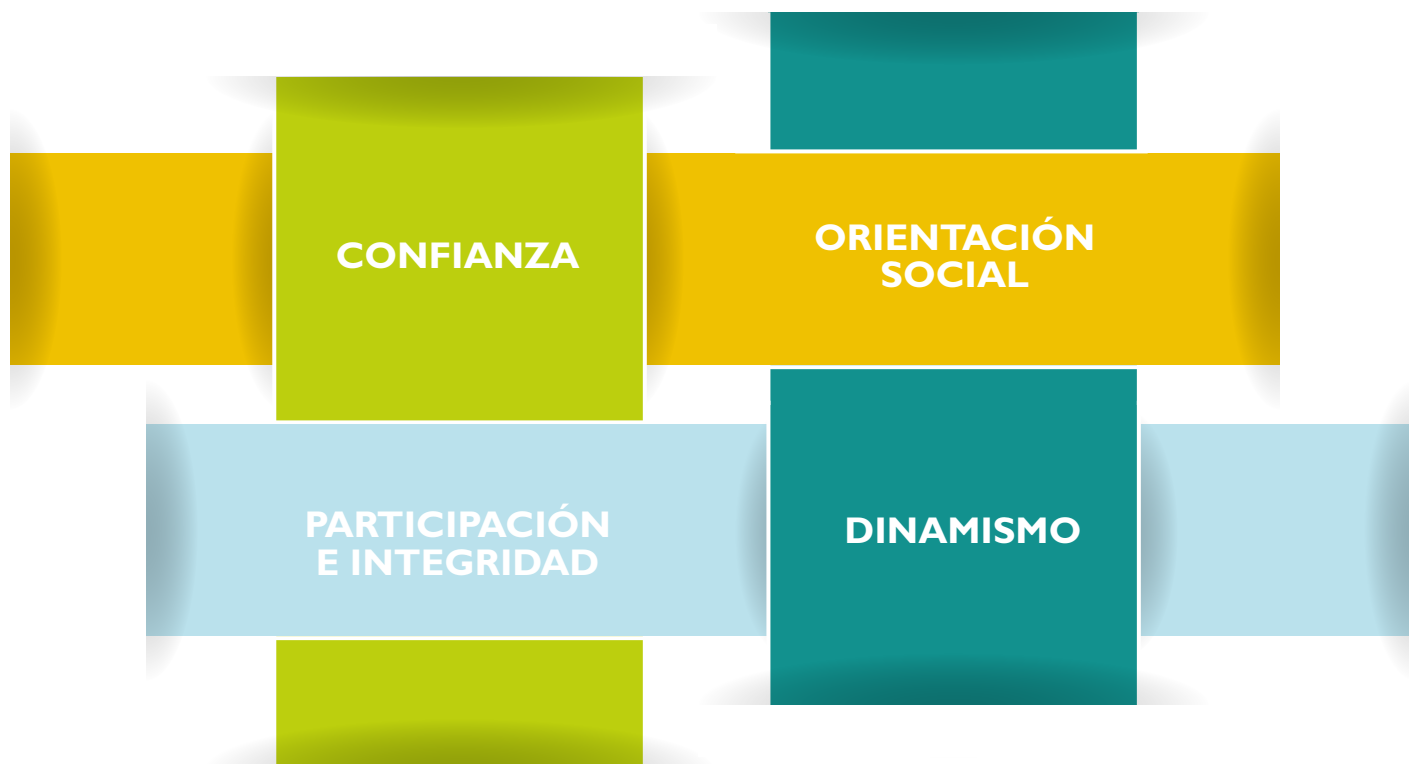 CONFIANZA
ORIENTACIÓN
SOCIAL
PARTICIPACIÓN
E INTEGRIDAD
DINAMISMO